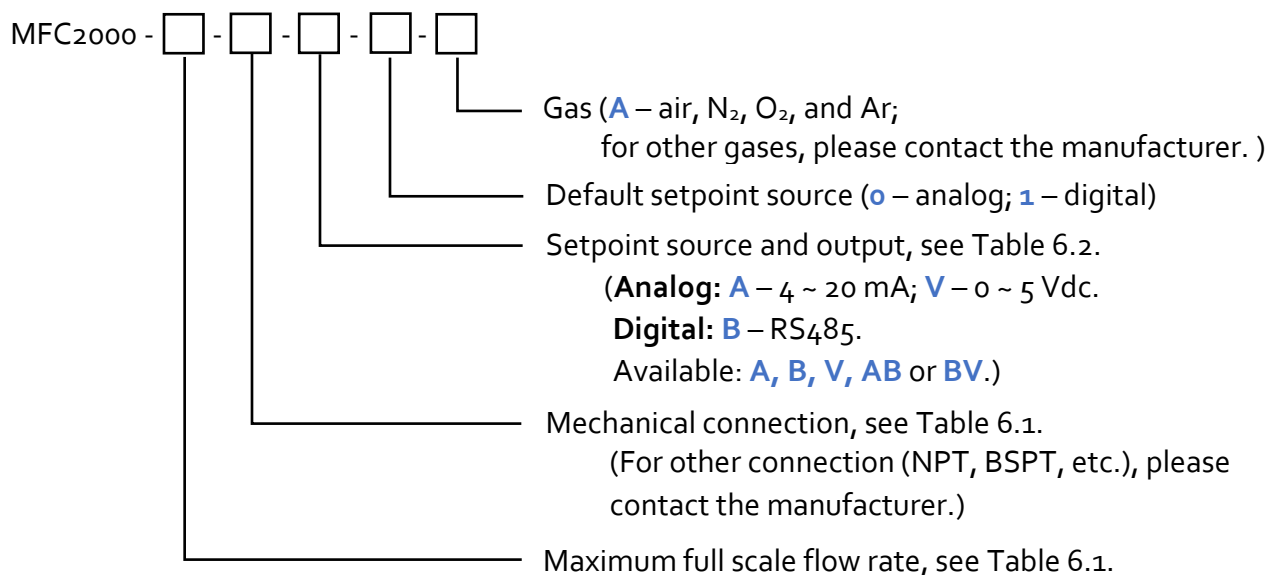 MFC2000 - □ - □ - □ - □ - □
Gas (A – air, N₂, O₂, and Ar;
for other gases, please contact the manufacturer. )
Default setpoint source (0 – analog; 1 – digital)
Setpoint source and output, see Table 6.2.
(Analog: A – 4 ~ 20 mA; V – 0 ~ 5 Vdc.
Digital: B – RS485.
Available: A, B, V, AB or BV.)
Mechanical connection, see Table 6.1.
(For other connection (NPT, BSPT, etc.), please
contact the manufacturer.)
Maximum full scale flow rate, see Table 6.1.